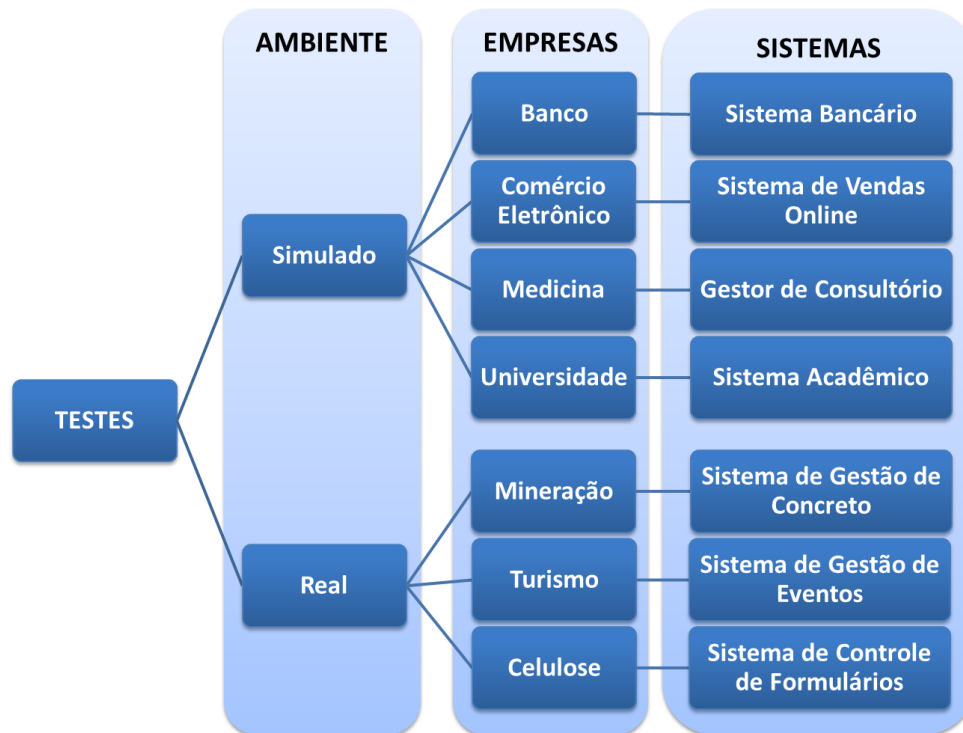 AMBIENTE
EMPRESAS
SISTEMAS
Banco
Sistema Bancário
Comércio
Eletrônico
Sistema de Vendas
Online
Simulado
Medicina
Gestor de Consultório
Universidade
Sistema Acadêmico
TESTES
Mineração
Sistema de Gestão de
Concreto
Real
Turismo
Sistema de Gestão de
Eventos
Celulose
Sistema de Controle
de Formulários